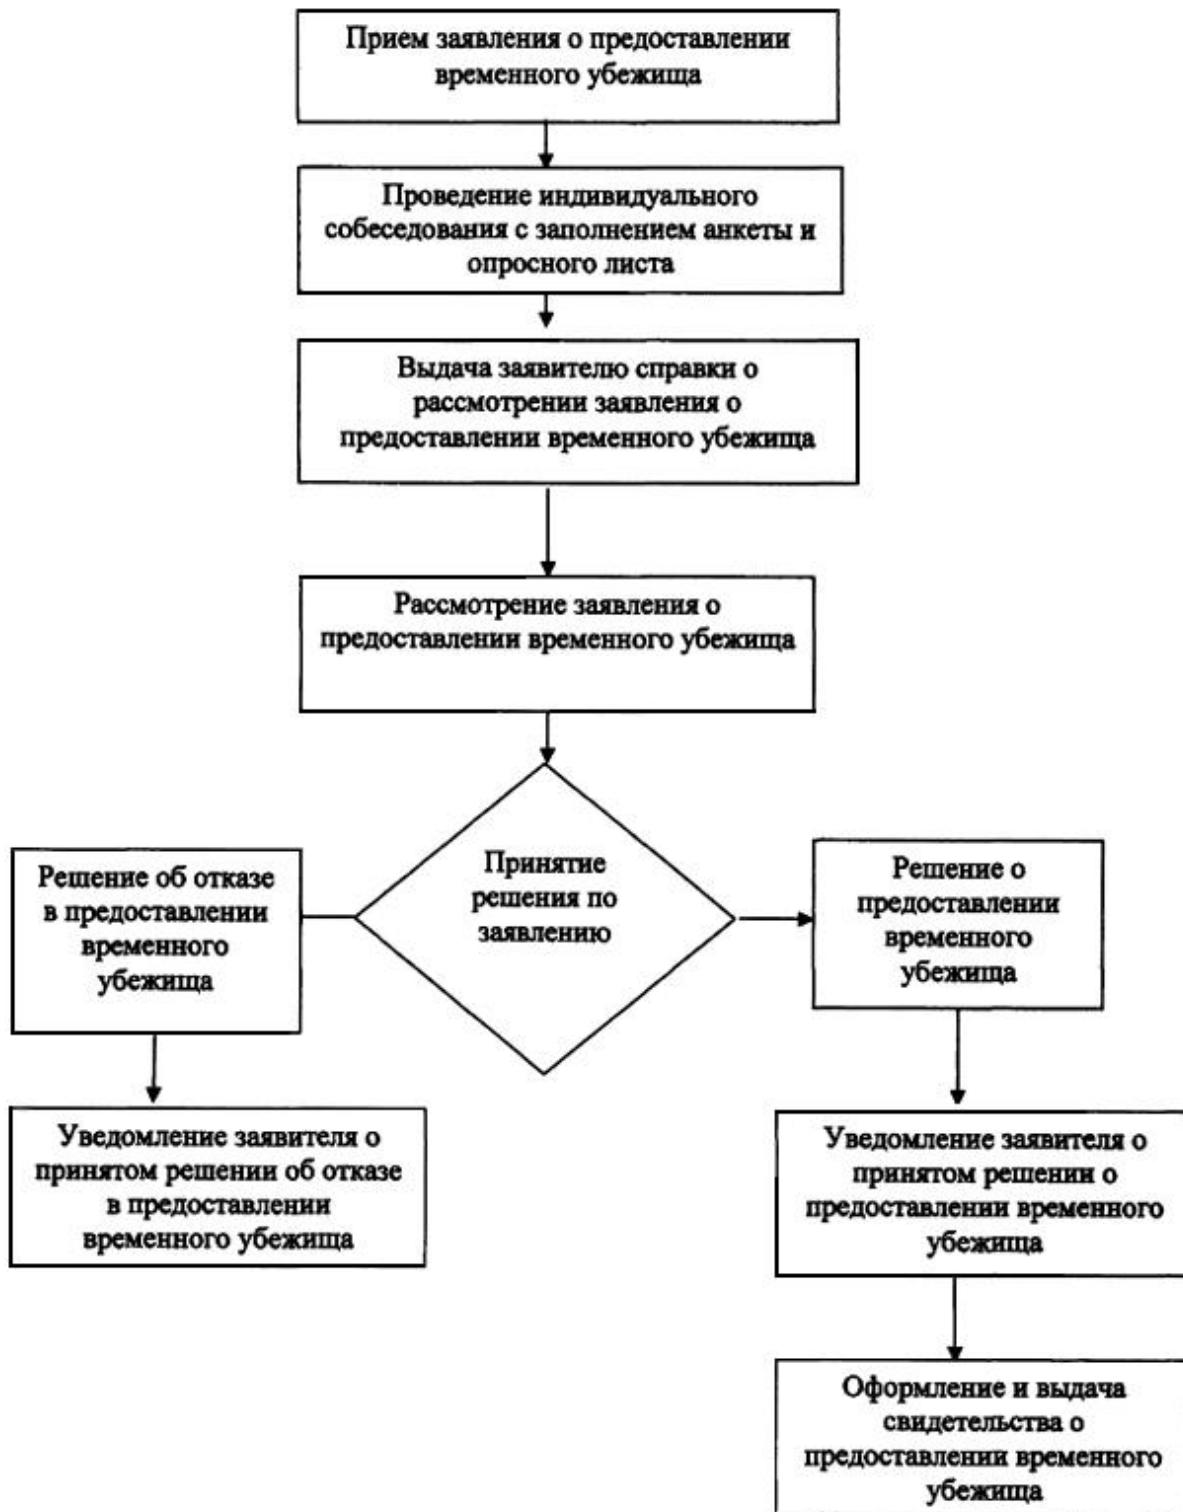 Прием заявления о предоставлении
временного убежища
Проведение индивидуального
собеседования с заполнением анкеты и
опросного листа
Выдача заявителю справки о
рассмотрении заявления о
предоставлении временного убежища
Рассмотрение заявления о
предоставлении временного убежища
Принятие
решения по
заявлению
Решение об отказе
в предоставлении
временного
убежища
Решение о
предоставлении
временного
убежища
Уведомление заявителя о
принятом решении об отказе
в предоставлении
временного убежища
Уведомление заявителя о
принятом решении о
предоставлении временного
убежища
Оформление и выдача
свидетельства о
предоставлении временного
убежища